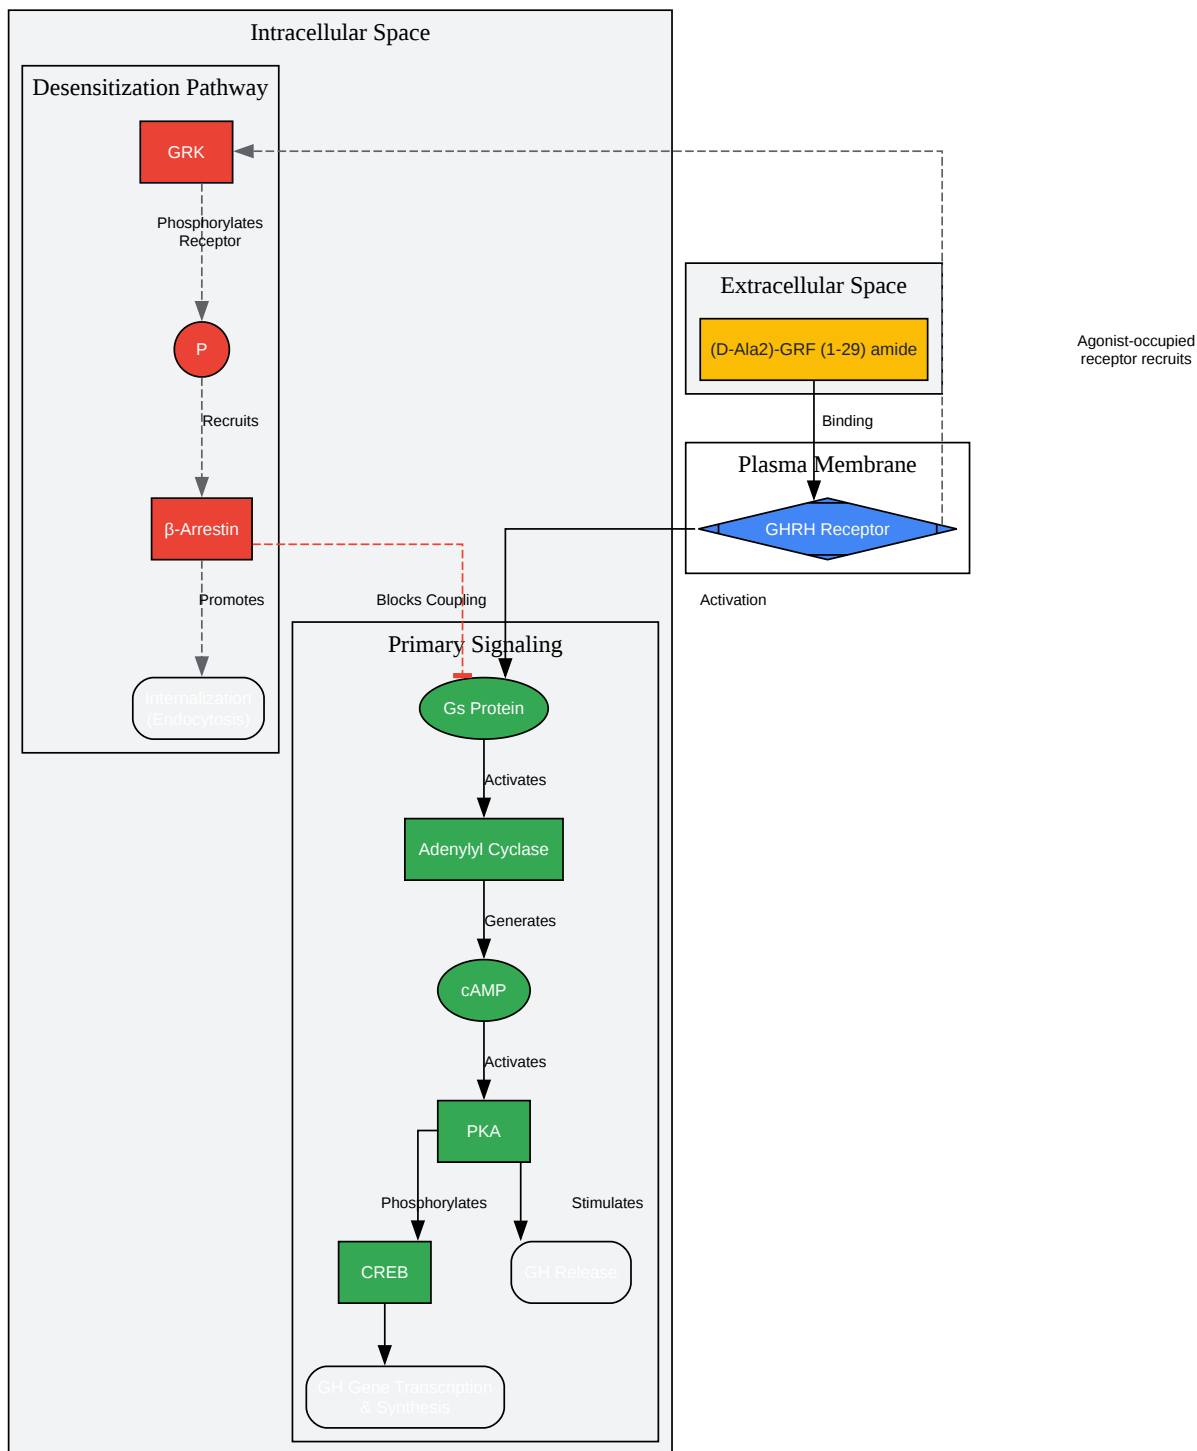 Intracellular Space
Desensitization Pathway
GRK
Phosphorylates
Receptor
P
Recruits
β-Arrestin
Promotes
Internalization
(Endocytosis)
Extracellular Space
(D-Ala2)-GRF (1-29) amide
Agonist-occupied
receptor recruits
Binding
Plasma Membrane
GHRH Receptor
Blocks Coupling
Activation
Primary Signaling
Gs Protein
Activates
Adenylyl Cyclase
Generates
cAMP
Activates
PKA
Phosphorylates
Stimulates
CREB
GH Release
GH Gene Transcription
& Synthesis